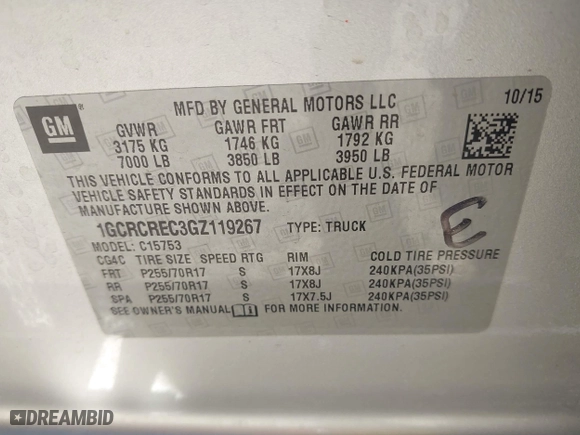 GM
MFD BY GENERAL MOTORS LLC 10/15
GVWR GAWR FRT GAWR RR
3175 KG 1746 KG 1792 KG
7000 LB 3850 LB 3950 LB
THIS VEHICLE CONFORMS TO ALL APPLICABLE U.S. FEDERAL MOTOR
VEHICLE SAFETY STANDARDS IN EFFECT ON THE DATE OF
MANUFACTURE SHOWN ABOVE.
1GCRCREC3GZ119267 TYPE: TRUCK
MODEL: C15753
CG4C TIRE SIZE SPEED RTG RIM COLD TIRE PRESSURE
FRT P255/70R17 S 17X8J 240KPA(35PSI)
RR P255/70R17 S 17X8J 240KPA(35PSI)
SPA P255/70R17 S 17X7.5J 240KPA(35PSI)
SEE OWNER'S MANUAL FOR MORE INFORMATION.
E
DREAMBID